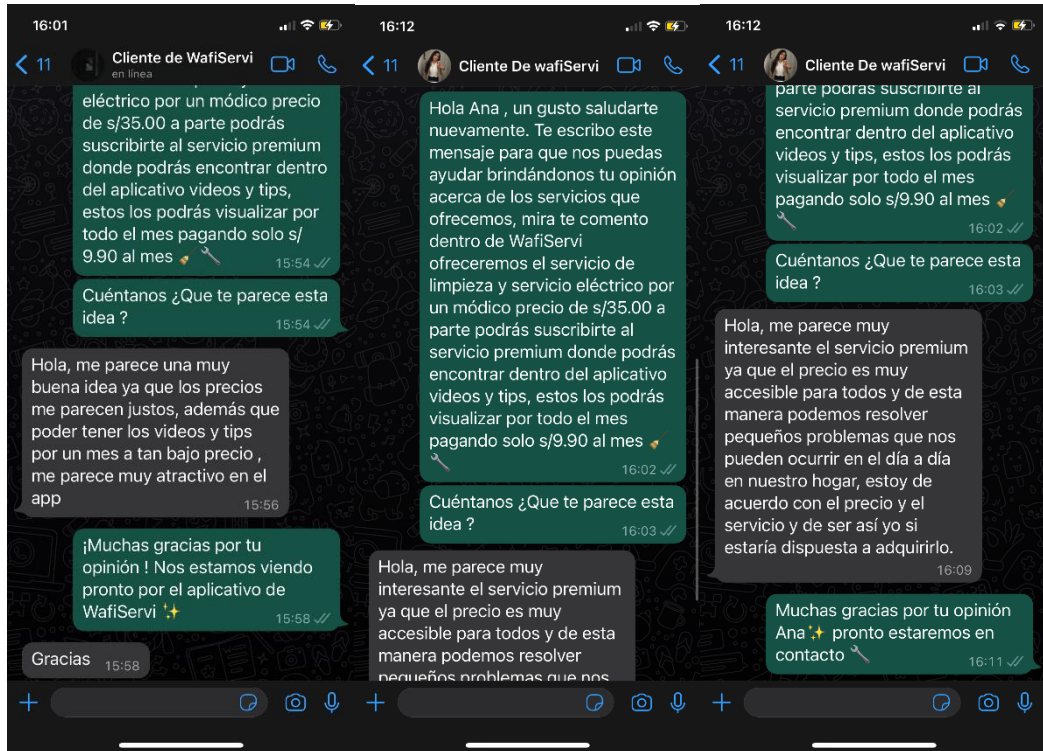 16:01
11
Cliente de WafiServi
en línea
eléctrico por un módico precio
de s/35.00 a parte podrás
suscribirte al servicio premium
donde podrás encontrar dentro
del aplicativo videos y tips,
estos los podrás visualizar por
todo el mes pagando solo s/
9.90 al mes 🧹🔧
15:54
Cuéntanos ¿Que te parece esta
idea ?
15:54
Hola, me parece una muy
buena idea ya que los precios
me parecen justos, además que
poder tener los videos y tips
por un mes a tan bajo precio ,
me parece muy atractivo en el
app
15:56
¡Muchas gracias por tu
opinión ! Nos estamos viendo
pronto por el aplicativo de
WafiServi ✨
15:58
Gracias
15:58
16:12
11
Cliente De wafiServi
Hola Ana , un gusto saludarte
nuevamente. Te escribo este
mensaje para que nos puedas
ayudar brindándonos tu opinión
acerca de los servicios que
ofrecemos, mira te comento
dentro de WafiServi
ofreceremos el servicio de
limpieza y servicio eléctrico por
un módico precio de s/35.00 a
parte podrás suscribirte al
servicio premium donde podrás
encontrar dentro del aplicativo
videos y tips, estos los podrás
visualizar por todo el mes
pagando solo s/9.90 al mes 🧹
🔧
16:02
Cuéntanos ¿Que te parece esta
idea ?
16:03
Hola, me parece muy
interesante el servicio premium
ya que el precio es muy
accesible para todos y de esta
manera podemos resolver
pequeños problemas que nos
16:12
11
Cliente De wafiServi
parte podrás suscribirte al
servicio premium donde podrás
encontrar dentro del aplicativo
videos y tips, estos los podrás
visualizar por todo el mes
pagando solo s/9.90 al mes 🧹
🔧
16:02
Cuéntanos ¿Que te parece esta
idea ?
16:03
Hola, me parece muy
interesante el servicio premium
ya que el precio es muy
accesible para todos y de esta
manera podemos resolver
pequeños problemas que nos
pueden ocurrir en el día a día
en nuestro hogar, estoy de
acuerdo con el precio y el
servicio y de ser así yo si
estaría dispuesta a adquirirlo.
16:09
Muchas gracias por tu opinión
Ana✨ pronto estaremos en
contacto 🔧
16:11